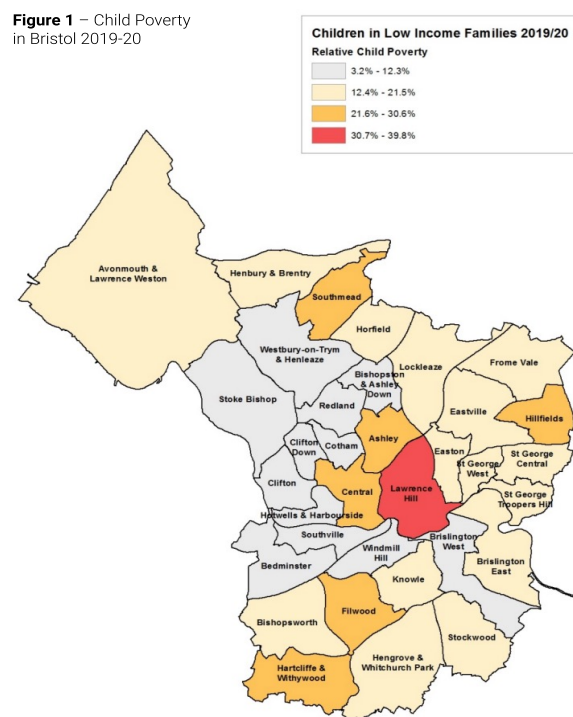 Figure 1 – Child Poverty
in Bristol 2019-20
Children in Low Income Families 2019/20
Relative Child Poverty
3.2% - 12.3%
12.4% - 21.5%
21.6% - 30.6%
30.7% - 39.8%
Avonmouth &
Lawrence Weston
Henbury & Brentry
Southmead
Horfield
Westbury-on-Trym
& Henleaze
Lockleaze
Frome Vale
Bishopston
& Ashley
Down
Stoke Bishop
Redland
Eastville
Hillfields
Clifton
Down
Cotham
Ashley
Easton
St George
West
St George
Central
Clifton
Central
Lawrence
Hill
St George
Troopers Hill
Hotwells & Harbourside
Southville
Windmill
Hill
Brislington
West
Bedminster
Brislington
East
Knowle
Filwood
Bishopsworth
Stockwood
Hengrove &
Whitchurch Park
Hartcliffe &
Withywood